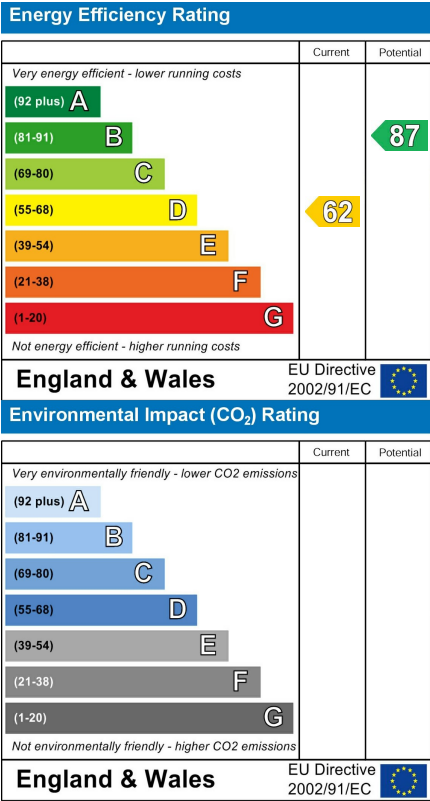 Energy Efficiency Rating
Current Potential
Very energy efficient - lower running costs
(92 plus) A
(81-91) B
87
(69-80) C
(55-68) D
62
(39-54) E
(21-38) F
(1-20) G
Not energy efficient - higher running costs
England & Wales
EU Directive
2002/91/EC
Environmental Impact (CO₂) Rating
Current Potential
Very environmentally friendly - lower CO2 emissions
(92 plus) A
(81-91) B
(69-80) C
(55-68) D
(39-54) E
(21-38) F
(1-20) G
Not environmentally friendly - higher CO2 emissions
England & Wales
EU Directive
2002/91/EC